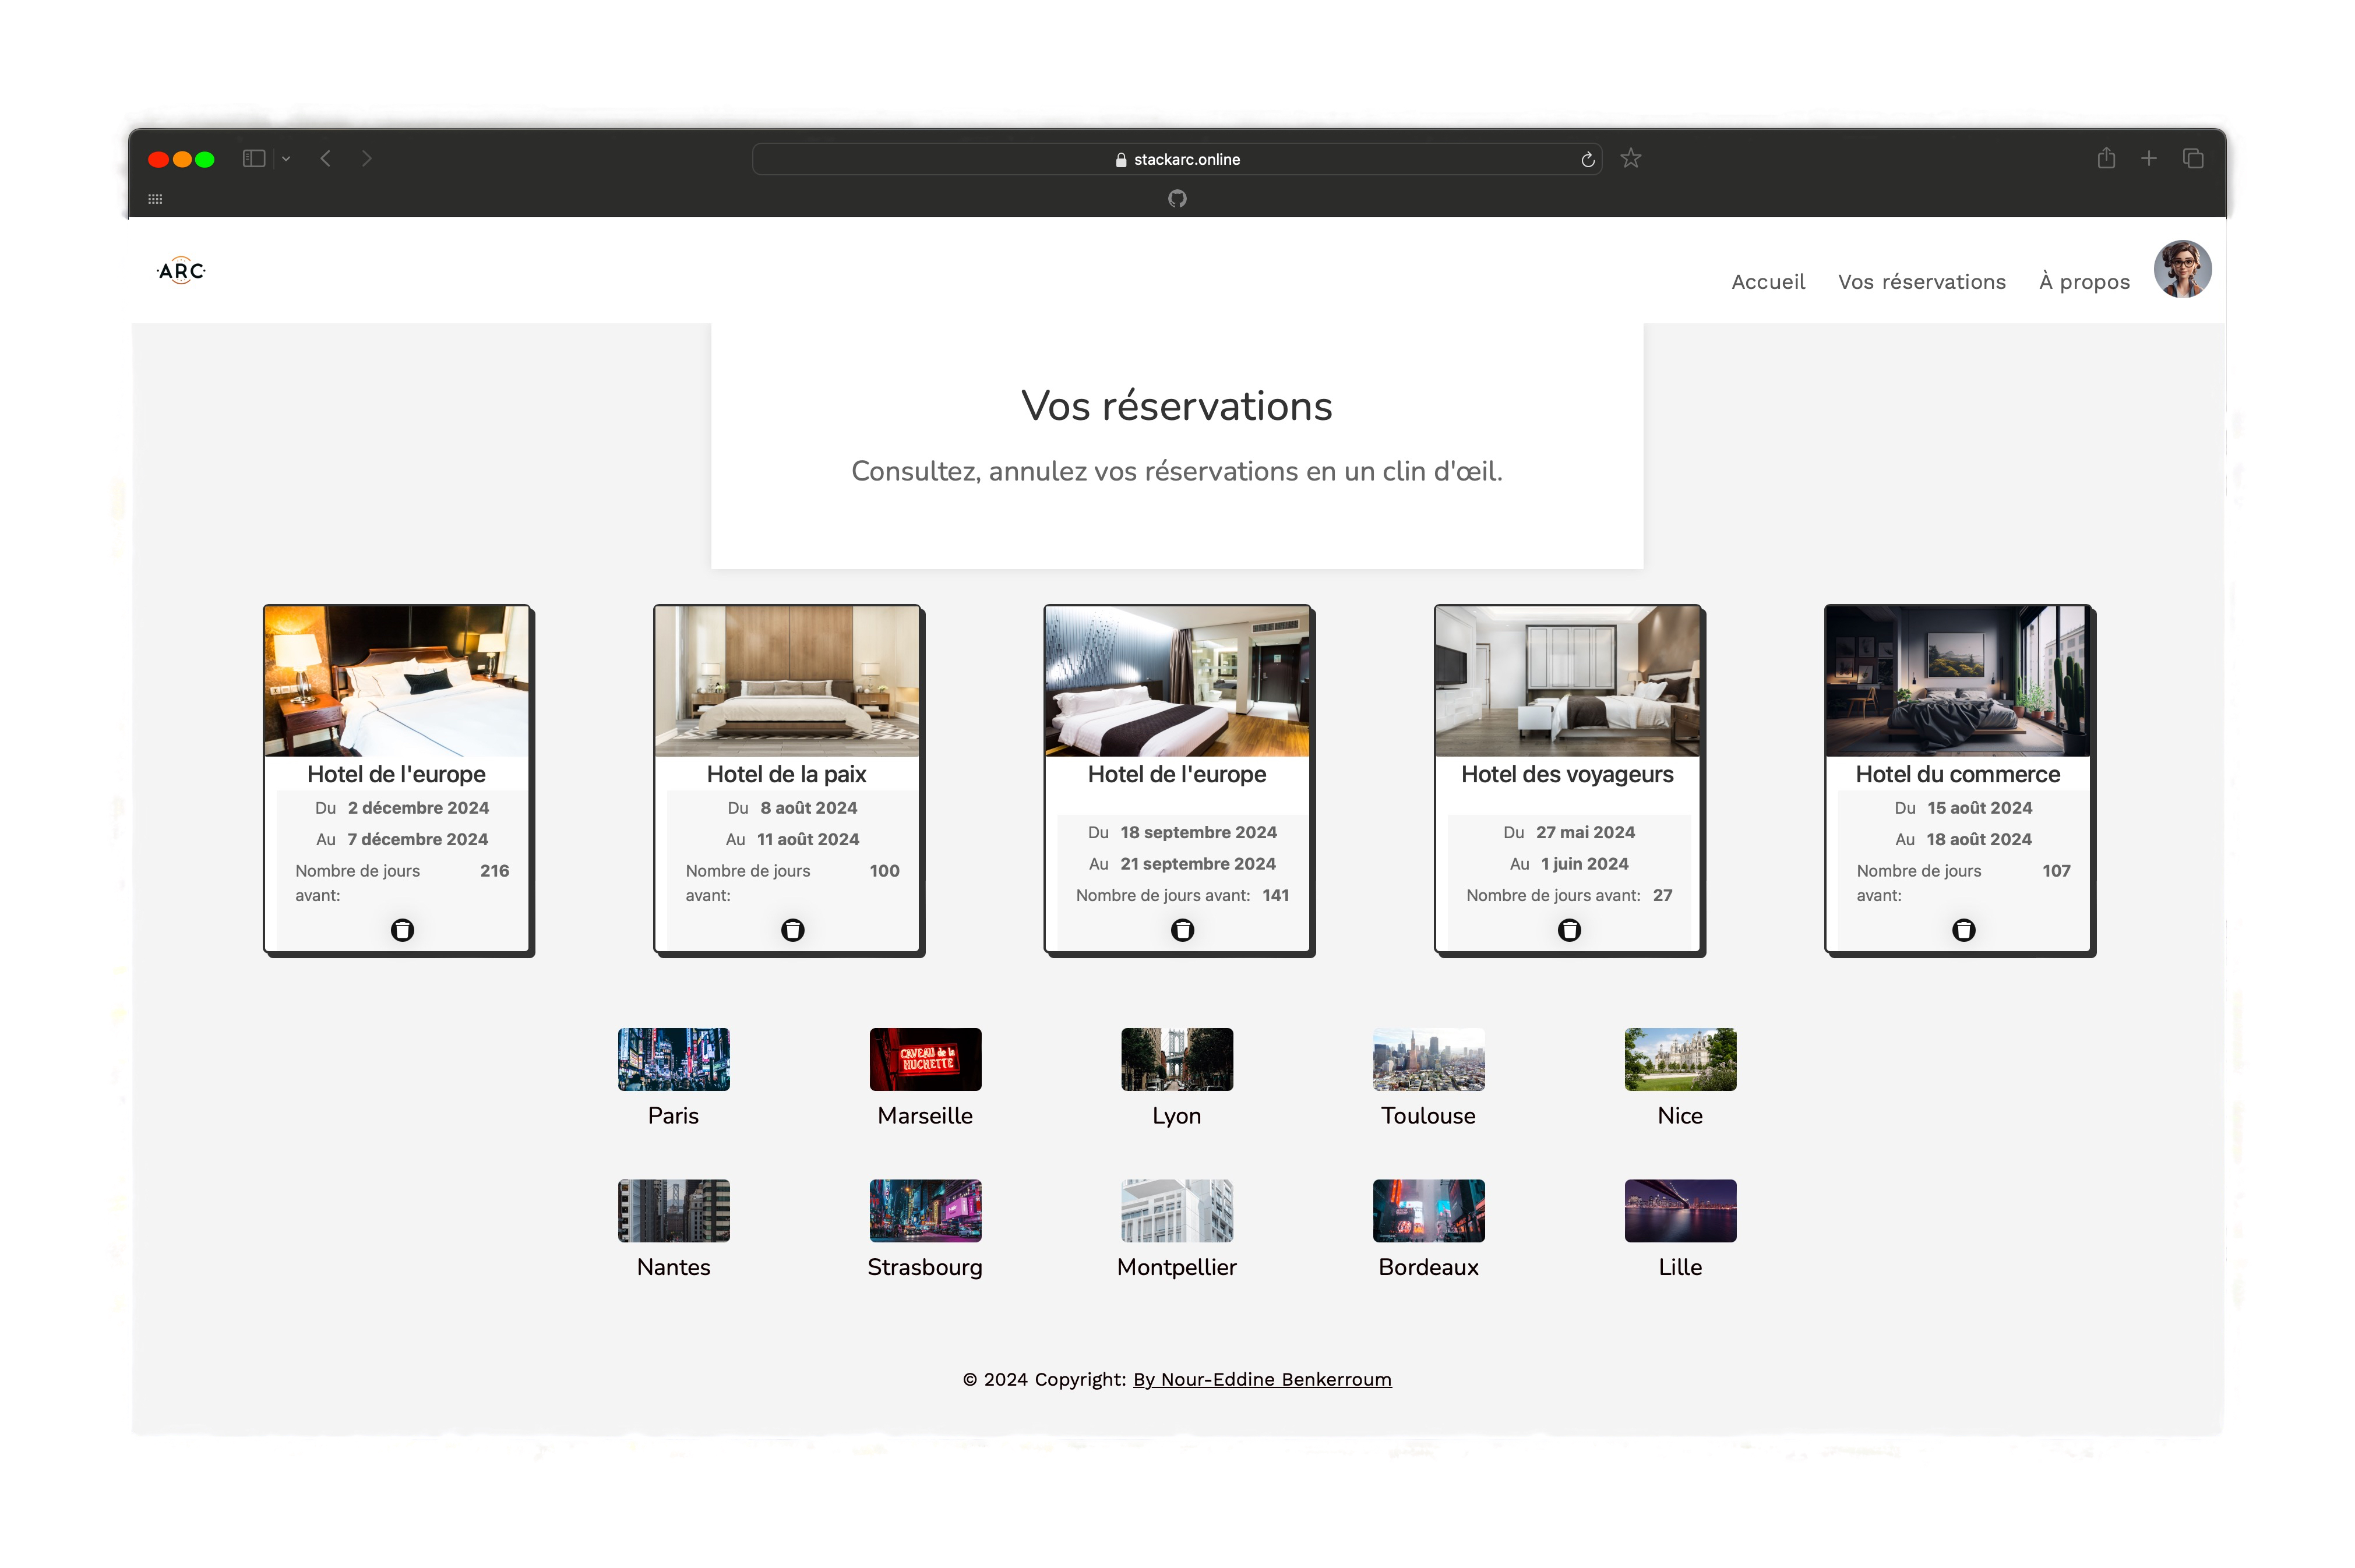 stackarc.online
·ARC·
Accueil Vos réservations À propos
Vos réservations
Consultez, annulez vos réservations en un clin d'œil.
Hotel de l'europe
Du 2 décembre 2024
Au 7 décembre 2024
Nombre de jours 216
avant:
Hotel de la paix
Du 8 août 2024
Au 11 août 2024
Nombre de jours 100
avant:
Hotel de l'europe
Du 18 septembre 2024
Au 21 septembre 2024
Nombre de jours avant: 141
Hotel des voyageurs
Du 27 mai 2024
Au 1 juin 2024
Nombre de jours avant: 27
Hotel du commerce
Du 15 août 2024
Au 18 août 2024
Nombre de jours 107
avant:
CAVEAU de la
HUCHETTE
Paris Marseille Lyon Toulouse Nice
Nantes Strasbourg Montpellier Bordeaux Lille
© 2024 Copyright: By Nour-Eddine Benkerroum